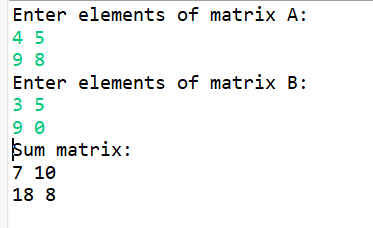 Enter elements of matrix A:
4 5
9 8
Enter elements of matrix B:
3 5
9 0
Sum matrix:
7 10
18 8